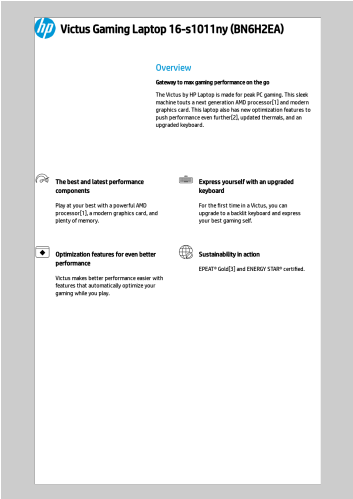 hp Victus Gaming Laptop 16-s1011ny (BN6H2EA)
Overview
Gateway to max gaming performance on the go
The Victus by HP Laptop is made for peak PC gaming. This sleek
machine touts a next generation AMD processor[1] and modern
graphics card. This laptop also has new optimization features to
push performance even further[2], updated thermals, and an
upgraded keyboard.
The best and latest performance
components
Play at your best with a powerful AMD
processor[1], a modern graphics card, and
plenty of memory.
Express yourself with an upgraded
keyboard
For the first time in a Victus, you can
upgrade to a backlit keyboard and express
your best gaming self.
Optimization features for even better
performance
Victus makes better performance easier with
features that automatically optimize your
gaming while you play.
Sustainability in action
EPEAT® Gold[3] and ENERGY STAR® certified.